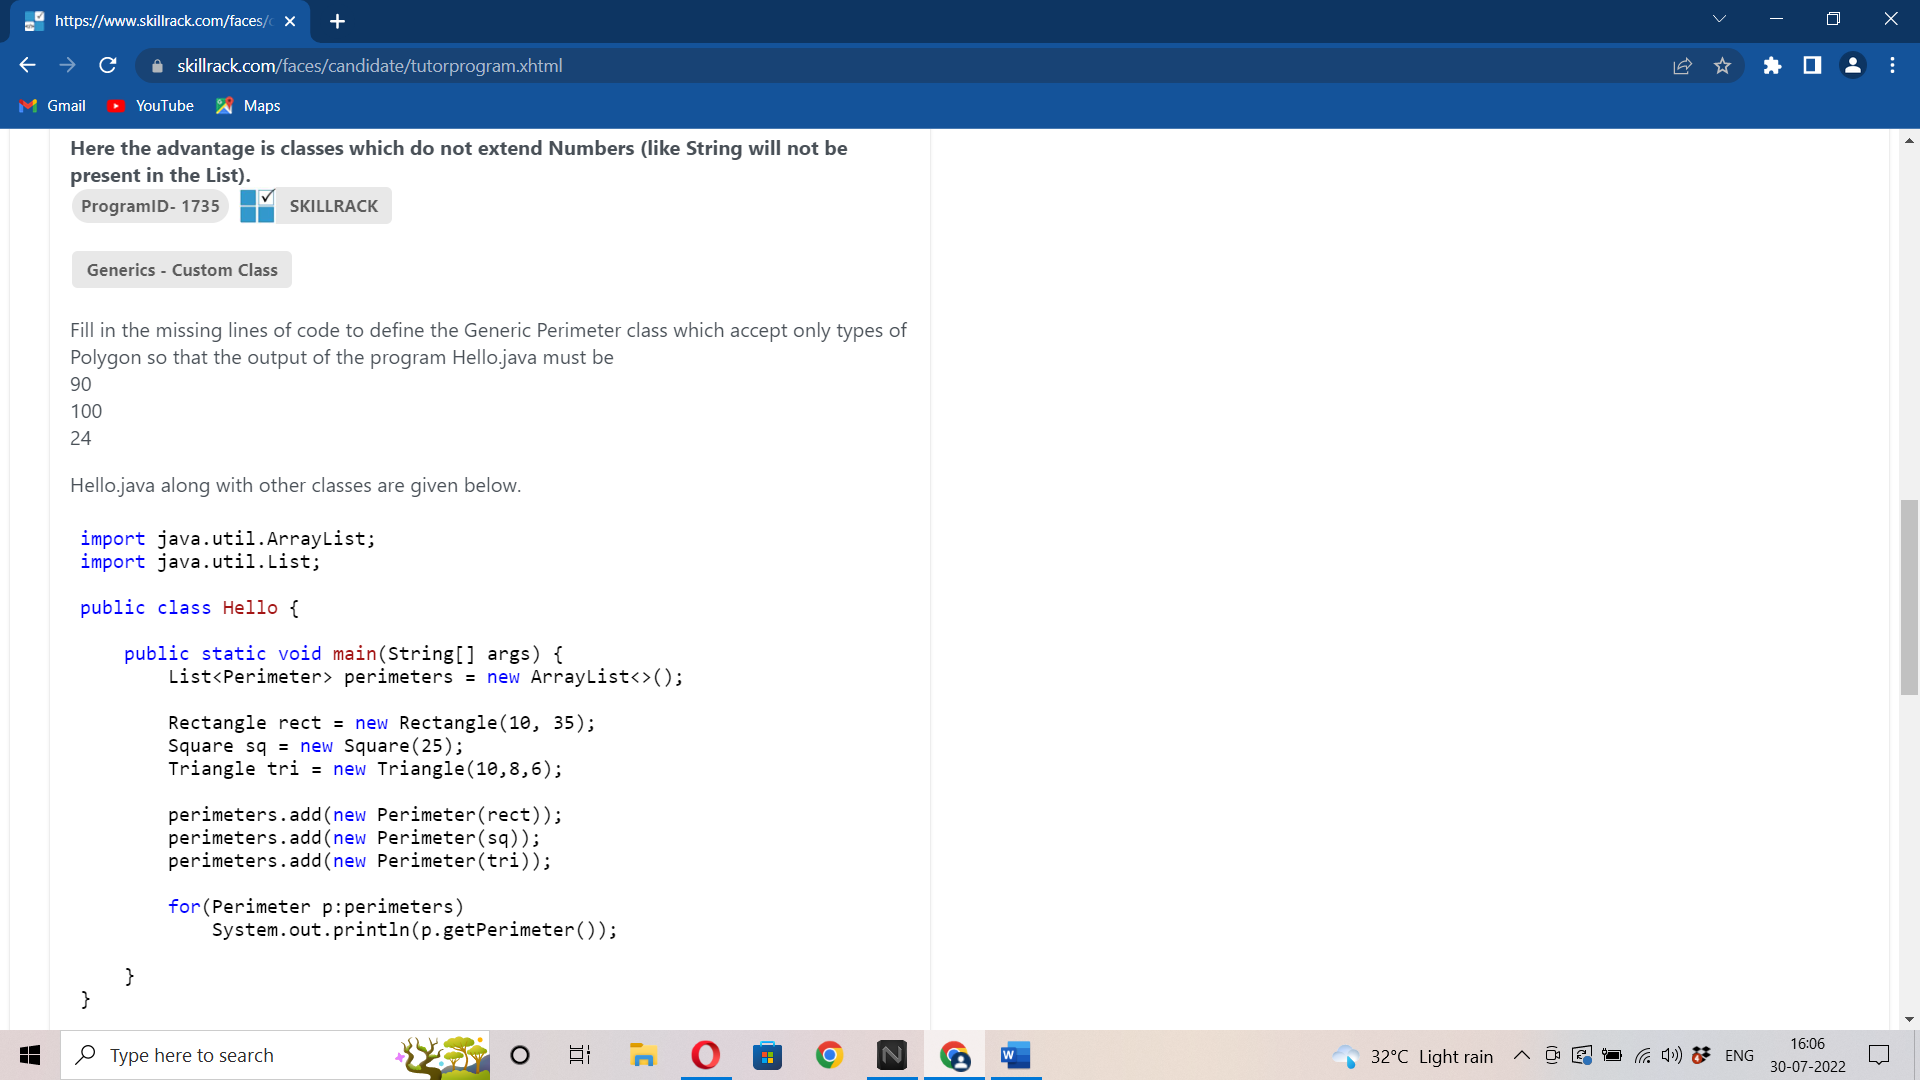 https://www.skillrack.com/faces/c
skillrack.com/faces/candidate/tutorprogram.xhtml
Gmail YouTube Maps
Here the advantage is classes which do not extend Numbers (like String will not be
present in the List).
ProgramID- 1735 SKILLRACK
Generics - Custom Class
Fill in the missing lines of code to define the Generic Perimeter class which accept only types of
Polygon so that the output of the program Hello.java must be
90
100
24
Hello.java along with other classes are given below.
import java.util.ArrayList;
import java.util.List;
public class Hello {
public static void main(String[] args) {
List<Perimeter> perimeters = new ArrayList<>();
Rectangle rect = new Rectangle(10, 35);
Square sq = new Square(25);
Triangle tri = new Triangle(10,8,6);
perimeters.add(new Perimeter(rect));
perimeters.add(new Perimeter(sq));
perimeters.add(new Perimeter(tri));
for(Perimeter p:perimeters)
System.out.println(p.getPerimeter());
}
}
Type here to search
32°C Light rain
ENG
16:06
30-07-2022